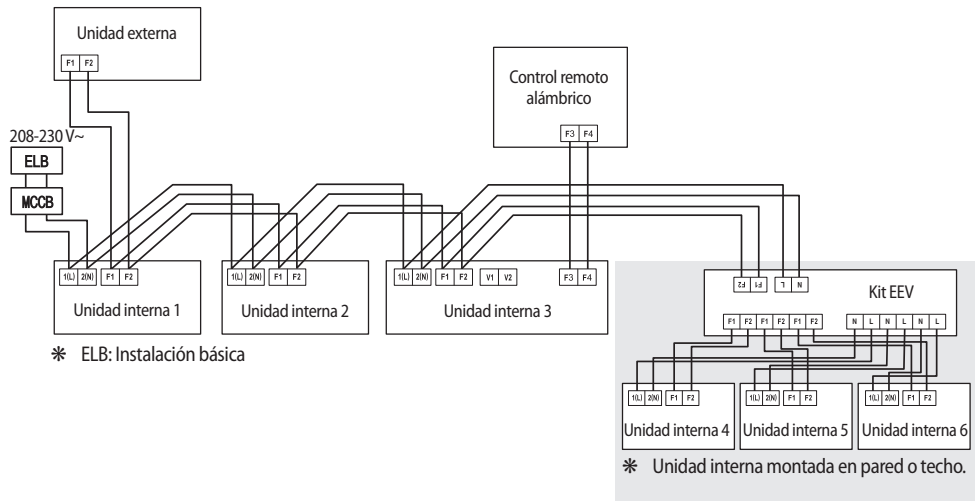 Unidad externa
F1 F2
Control remoto
alámbrico
F3 F4
208-230 V~
ELB
MCCB
1(L) 2(N) F1 F2
Unidad interna 1
1(L) 2(N) F1 F2
Unidad interna 2
1(L) 2(N) F1 F2 V1 V2 F3 F4
Unidad interna 3
❋ ELB: Instalación básica
F2 F1 L N
Kit EEV
F1 F2 F1 F2 F1 F2 N L N L N L
1(L) 2(N) F1 F2
Unidad interna 4
1(L) 2(N) F1 F2
Unidad interna 5
1(L) 2(N) F1 F2
Unidad interna 6
❋ Unidad interna montada en pared o techo.